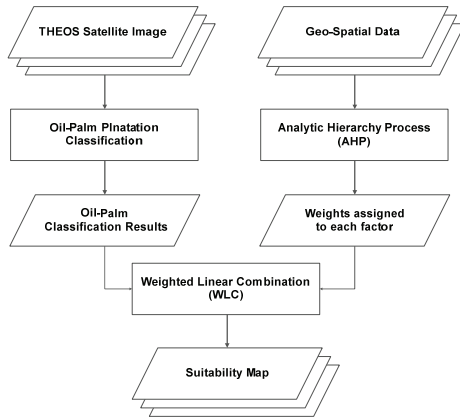 THEOS Satellite Image
Geo-Spatial Data
Oil-Palm Plnatation
Classification
Analytic Hierarchy Process
(AHP)
Oil-Palm
Classification Results
Weights assigned
to each factor
Weighted Linear Combination
(WLC)
Suitability Map